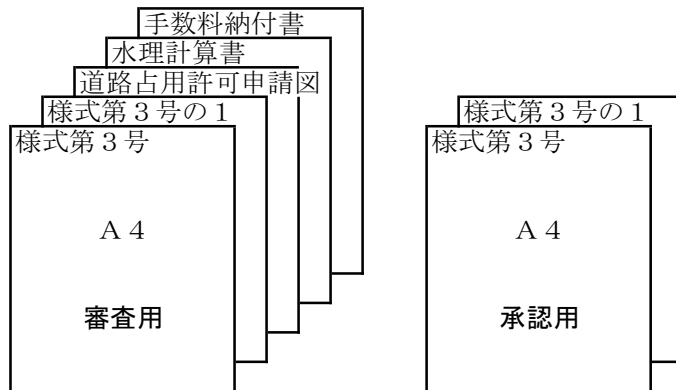 手数料納付書
水理計算書
道路占用許可申請図
様式第３号の１
様式第３号
Ａ４
審査用
様式第３号の１
様式第３号
Ａ４
承認用